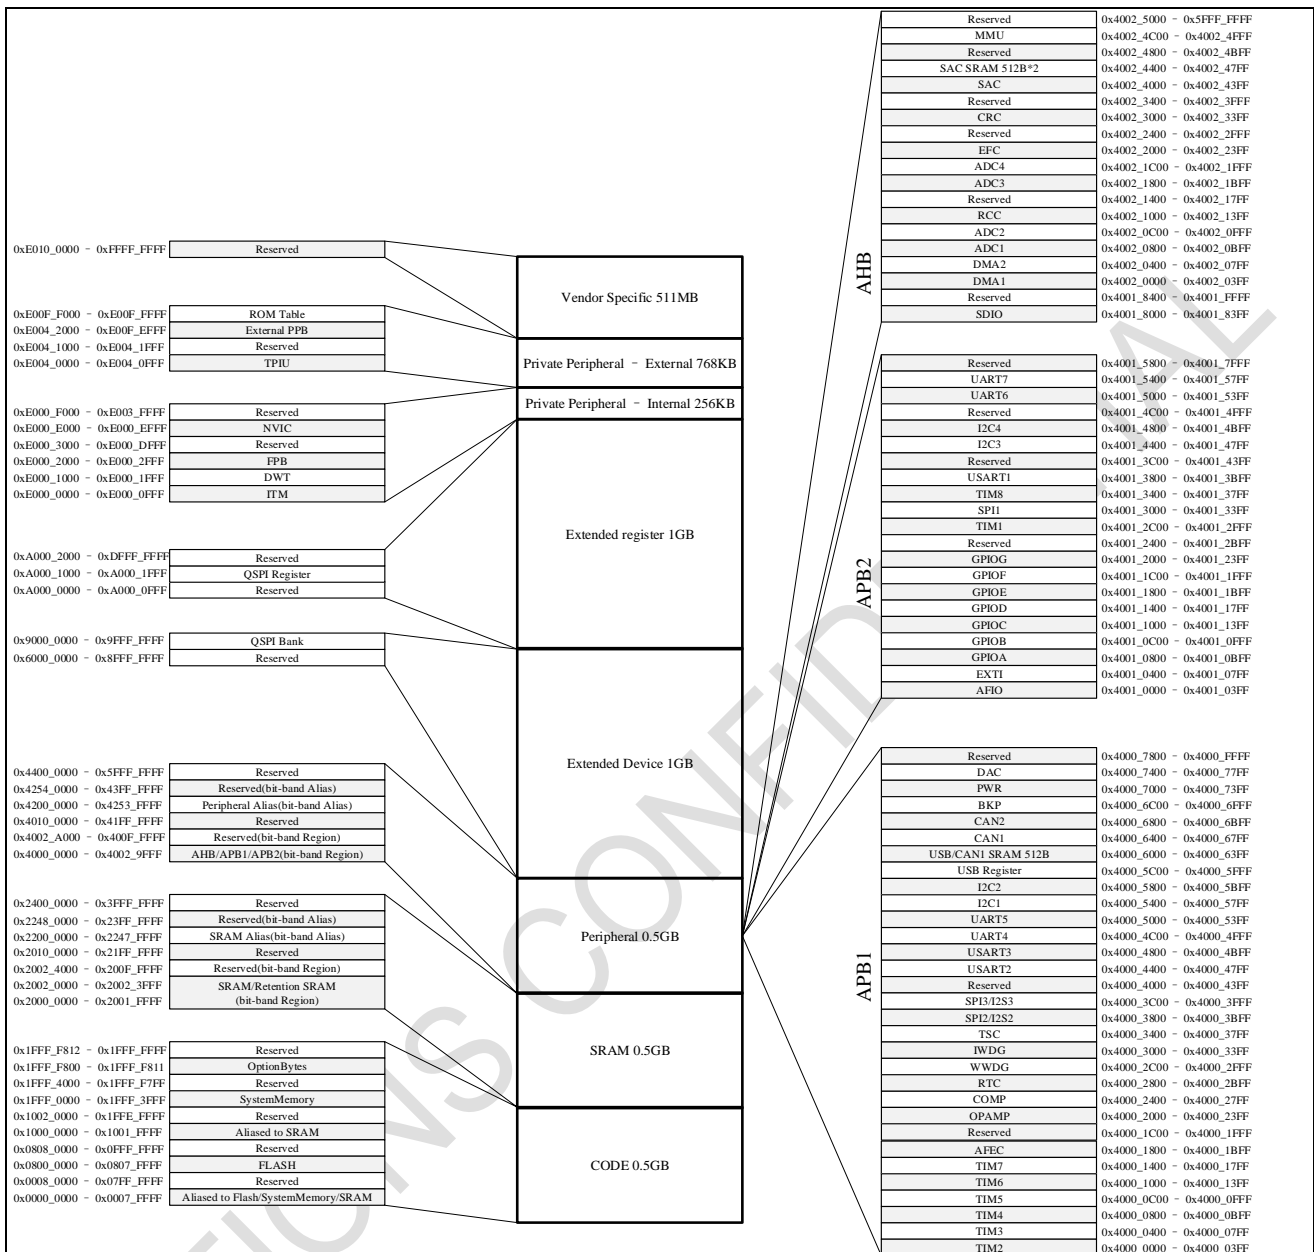 0xE010_0000 - 0xFFFF_FFFF Reserved
0xE00F_F000 - 0xE00F_FFFF ROM Table
0xE004_2000 - 0xE00F_EFFF External PPB
0xE004_1000 - 0xE004_1FFF Reserved
0xE004_0000 - 0xE004_0FFF TPIU
0xE000_F000 - 0xE003_FFFF Reserved
0xE000_E000 - 0xE000_EFFF NVIC
0xE000_3000 - 0xE000_DFFF Reserved
0xE000_2000 - 0xE000_2FFF FPB
0xE000_1000 - 0xE000_1FFF DWT
0xE000_0000 - 0xE000_0FFF ITM
0xA000_2000 - 0xDFFF_FFFF Reserved
0xA000_1000 - 0xA000_1FFF QSPI Register
0xA000_0000 - 0xA000_0FFF Reserved
0x9000_0000 - 0x9FFF_FFFF QSPI Bank
0x6000_0000 - 0x8FFF_FFFF Reserved
0x4400_0000 - 0x5FFF_FFFF Reserved
0x4254_0000 - 0x43FF_FFFF Reserved(bit-band Alias)
0x4200_0000 - 0x4253_FFFF Peripheral Alias(bit-band Alias)
0x4010_0000 - 0x41FF_FFFF Reserved
0x4002_A000 - 0x400F_FFFF Reserved(bit-band Region)
0x4000_0000 - 0x4002_9FFF AHB/APB1/APB2(bit-band Region)
0x2400_0000 - 0x3FFF_FFFF Reserved
0x2248_0000 - 0x23FF_FFFF Reserved(bit-band Alias)
0x2200_0000 - 0x2247_FFFF SRAM Alias(bit-band Alias)
0x2010_0000 - 0x21FF_FFFF Reserved
0x2002_4000 - 0x200F_FFFF Reserved(bit-band Region)
0x2002_0000 - 0x2002_3FFF SRAM/Retention SRAM
0x2000_0000 - 0x2001_FFFF (bit-band Region)
0x1FFF_F812 - 0x1FFF_FFFF Reserved
0x1FFF_F800 - 0x1FFF_F811 OptionBytes
0x1FFF_4000 - 0x1FFF_F7FF Reserved
0x1FFF_0000 - 0x1FFF_3FFF SystemMemory
0x1002_0000 - 0x1FFE_FFFF Reserved
0x1000_0000 - 0x1001_FFFF Aliased to SRAM
0x0808_0000 - 0x0FFF_FFFF Reserved
0x0800_0000 - 0x0807_FFFF FLASH
0x0008_0000 - 0x07FF_FFFF Reserved
0x0000_0000 - 0x0007_FFFF Aliased to Flash/SystemMemory/SRAM
Vendor Specific 511MB
Private Peripheral - External 768KB
Private Peripheral - Internal 256KB
Extended register 1GB
Extended Device 1GB
Peripheral 0.5GB
SRAM 0.5GB
CODE 0.5GB
AHB
Reserved 0x4002_5000 - 0x5FFF_FFFF
MMU 0x4002_4C00 - 0x4002_4FFF
Reserved 0x4002_4800 - 0x4002_4BFF
SAC SRAM 512B*2 0x4002_4400 - 0x4002_47FF
SAC 0x4002_4000 - 0x4002_43FF
Reserved 0x4002_3400 - 0x4002_3FFF
CRC 0x4002_3000 - 0x4002_33FF
Reserved 0x4002_2400 - 0x4002_2FFF
EFC 0x4002_2000 - 0x4002_23FF
ADC4 0x4002_1C00 - 0x4002_1FFF
ADC3 0x4002_1800 - 0x4002_1BFF
Reserved 0x4002_1400 - 0x4002_17FF
RCC 0x4002_1000 - 0x4002_13FF
ADC2 0x4002_0C00 - 0x4002_0FFF
ADC1 0x4002_0800 - 0x4002_0BFF
DMA2 0x4002_0400 - 0x4002_07FF
DMA1 0x4002_0000 - 0x4002_03FF
Reserved 0x4001_8400 - 0x4001_FFFF
SDIO 0x4001_8000 - 0x4001_83FF
APB2
Reserved 0x4001_5800 - 0x4001_7FFF
UART7 0x4001_5400 - 0x4001_57FF
UART6 0x4001_5000 - 0x4001_53FF
Reserved 0x4001_4C00 - 0x4001_4FFF
I2C4 0x4001_4800 - 0x4001_4BFF
I2C3 0x4001_4400 - 0x4001_47FF
Reserved 0x4001_3C00 - 0x4001_43FF
USART1 0x4001_3800 - 0x4001_3BFF
TIM8 0x4001_3400 - 0x4001_37FF
SPI1 0x4001_3000 - 0x4001_33FF
TIM1 0x4001_2C00 - 0x4001_2FFF
Reserved 0x4001_2400 - 0x4001_2BFF
GPIOG 0x4001_2000 - 0x4001_23FF
GPIOF 0x4001_1C00 - 0x4001_1FFF
GPIOE 0x4001_1800 - 0x4001_1BFF
GPIOD 0x4001_1400 - 0x4001_17FF
GPIOC 0x4001_1000 - 0x4001_13FF
GPIOB 0x4001_0C00 - 0x4001_0FFF
GPIOA 0x4001_0800 - 0x4001_0BFF
EXTI 0x4001_0400 - 0x4001_07FF
AFIO 0x4001_0000 - 0x4001_03FF
APB1
Reserved 0x4000_7800 - 0x4000_FFFF
DAC 0x4000_7400 - 0x4000_77FF
PWR 0x4000_7000 - 0x4000_73FF
BKP 0x4000_6C00 - 0x4000_6FFF
CAN2 0x4000_6800 - 0x4000_6BFF
CAN1 0x4000_6400 - 0x4000_67FF
USB/CAN1 SRAM 512B 0x4000_6000 - 0x4000_63FF
USB Register 0x4000_5C00 - 0x4000_5FFF
I2C2 0x4000_5800 - 0x4000_5BFF
I2C1 0x4000_5400 - 0x4000_57FF
UART5 0x4000_5000 - 0x4000_53FF
UART4 0x4000_4C00 - 0x4000_4FFF
USART3 0x4000_4800 - 0x4000_4BFF
USART2 0x4000_4400 - 0x4000_47FF
Reserved 0x4000_4000 - 0x4000_43FF
SPI3/I2S3 0x4000_3C00 - 0x4000_3FFF
SPI2/I2S2 0x4000_3800 - 0x4000_3BFF
TSC 0x4000_3400 - 0x4000_37FF
IWDG 0x4000_3000 - 0x4000_33FF
WWDG 0x4000_2C00 - 0x4000_2FFF
RTC 0x4000_2800 - 0x4000_2BFF
COMP 0x4000_2400 - 0x4000_27FF
OPAMP 0x4000_2000 - 0x4000_23FF
Reserved 0x4000_1C00 - 0x4000_1FFF
AFEC 0x4000_1800 - 0x4000_1BFF
TIM7 0x4000_1400 - 0x4000_17FF
TIM6 0x4000_1000 - 0x4000_13FF
TIM5 0x4000_0C00 - 0x4000_0FFF
TIM4 0x4000_0800 - 0x4000_0BFF
TIM3 0x4000_0400 - 0x4000_07FF
TIM2 0x4000_0000 - 0x4000_03FF